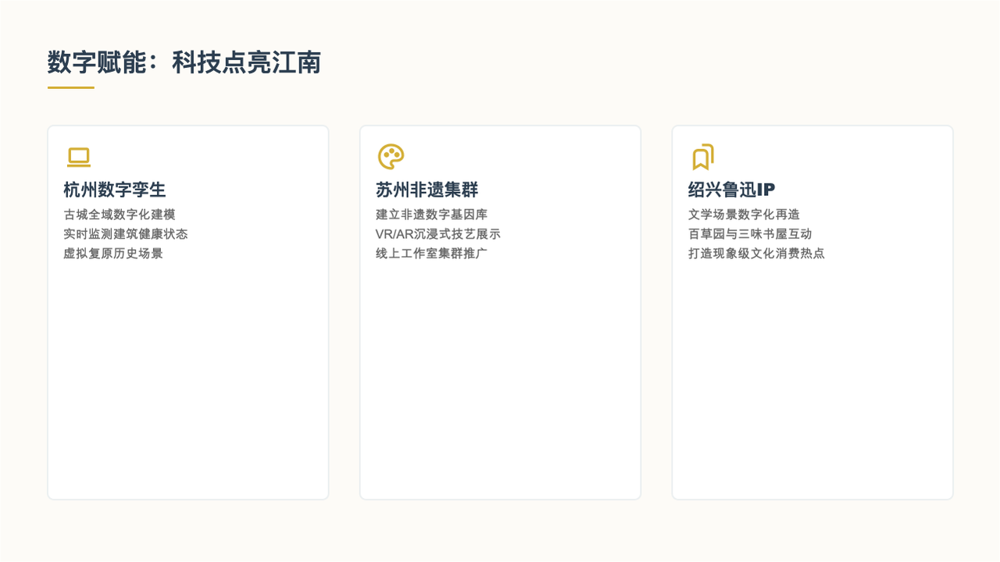 数字赋能：科技点亮江南
杭州数字孪生
古城全域数字化建模
实时监测建筑健康状态
虚拟复原历史场景
苏州非遗集群
建立非遗数字基因库
VR/AR沉浸式技艺展示
线上工作室集群推广
绍兴鲁迅IP
文学场景数字化再造
百草园与三味书屋互动
打造现象级文化消费热点